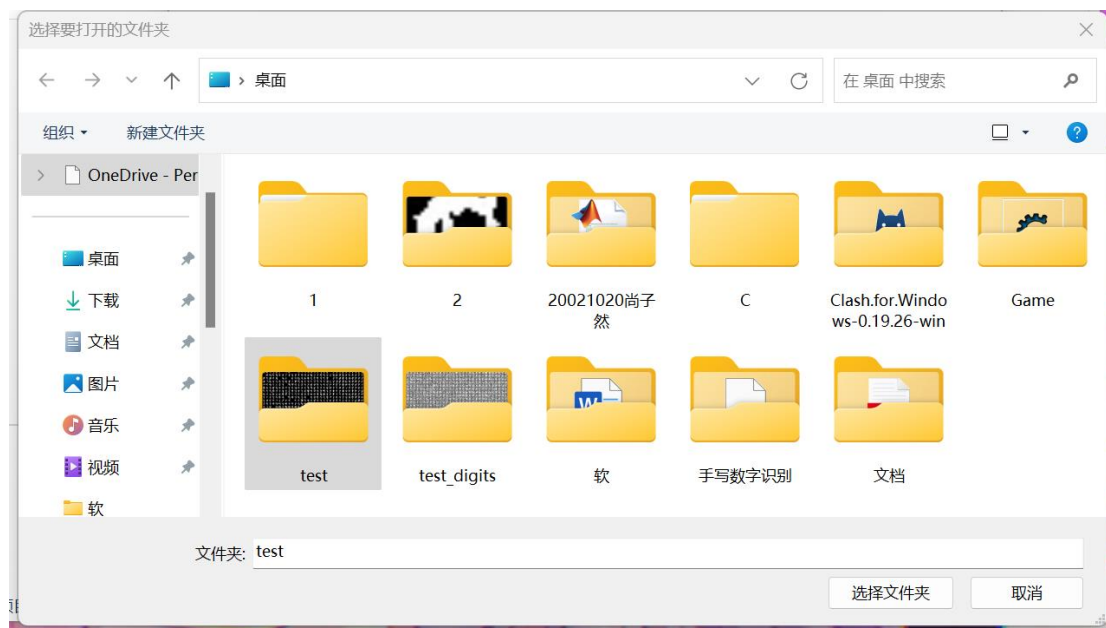 选择要打开的文件夹
桌面
在 桌面 中搜索
组织
新建文件夹
OneDrive - Per
桌面
下载
文档
图片
音乐
视频
软
1
2
20021020尚子
然
C
Clash.for.Windo
ws-0.19.26-win
Game
test
test_digits
软
手写数字识别
文档
文件夹:
test
选择文件夹
取消